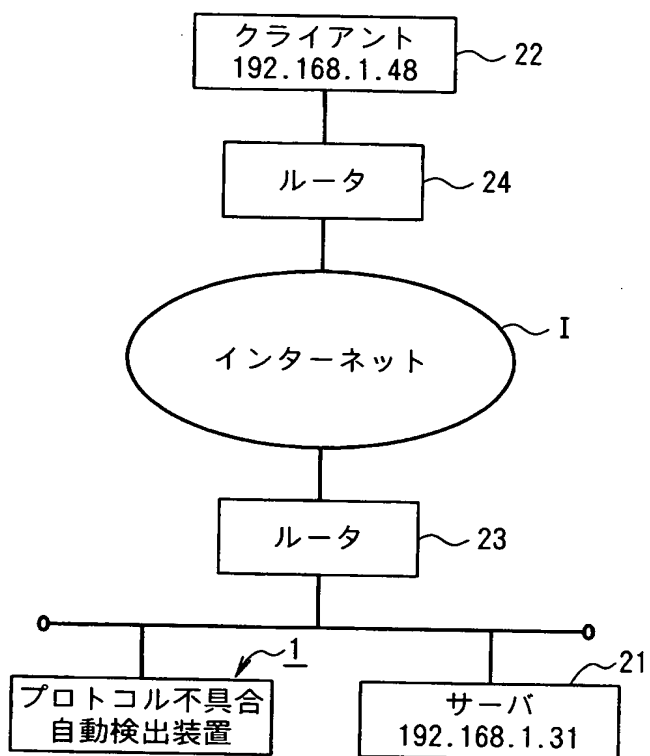 クライアント
192.168.1.48
22
ルータ
24
インターネット
I
ルータ
23
1
プロトコル不具合
自動検出装置
21
サーバ
192.168.1.31